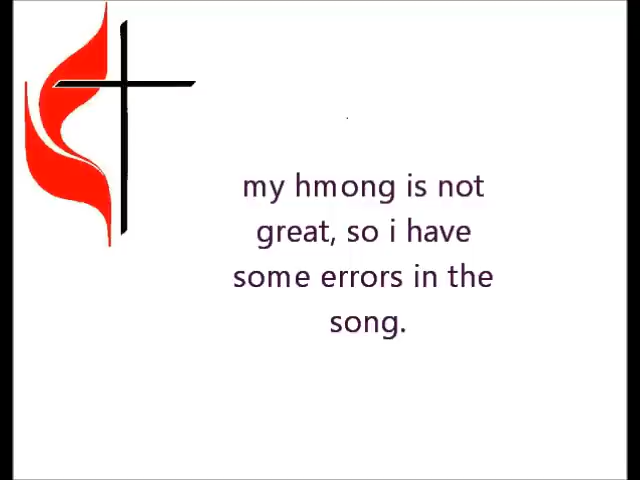 my hmong is not
great, so i have
some errors in the
song.